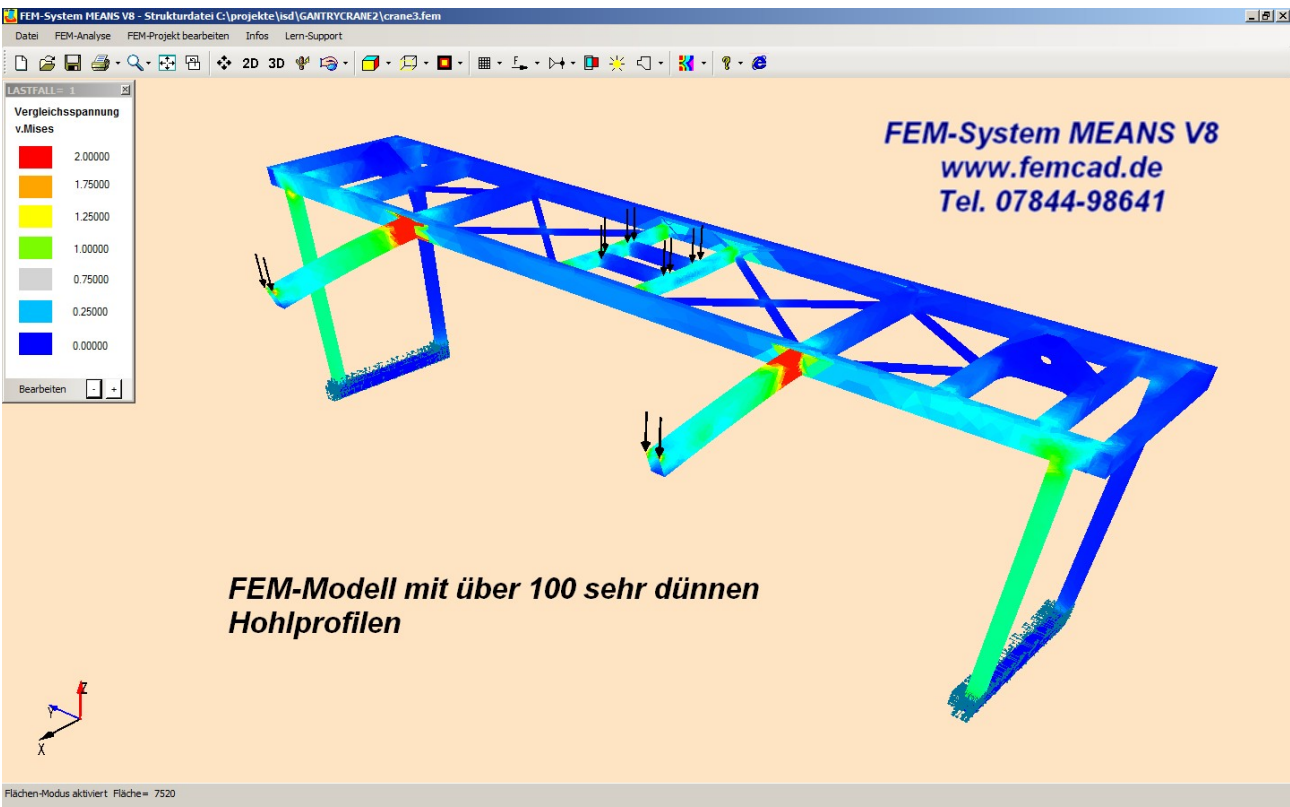 FEM-System MEANS V8 - Strukturdatei C:\projekte\isd\GANTRYCRANE2\crane3.fem
Datei FEM-Analyse FEM-Projekt bearbeiten Infos Lern-Support
2D 3D
LASTFALL= 1
Vergleichsspannung
v.Mises
2.00000
1.75000
1.25000
1.00000
0.75000
0.25000
0.00000
Bearbeiten - +
FEM-System MEANS V8
www.femcad.de
Tel. 07844-98641
FEM-Modell mit über 100 sehr dünnen
Hohlprofilen
Z
Y
X
Flächen-Modus aktiviert Fläche= 7520